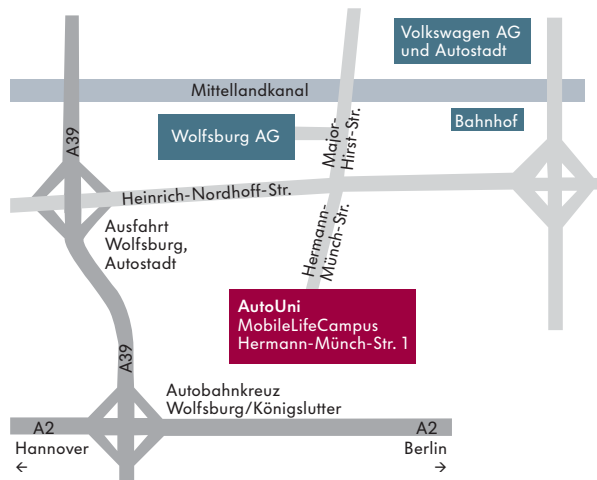 Volkswagen AG
und Autostadt
Mittellandkanal
Bahnhof
Wolfsburg AG
Major-
Hirst-Str.
A39
Heinrich-Nordhoff-Str.
Ausfahrt
Wolfsburg,
Autostadt
Hermann-
Münch-Str.
AutoUni
MobileLifeCampus
Hermann-Münch-Str. 1
A39
Autobahnkreuz
Wolfsburg/Königslutter
A2
A2
Hannover
←
Berlin
→